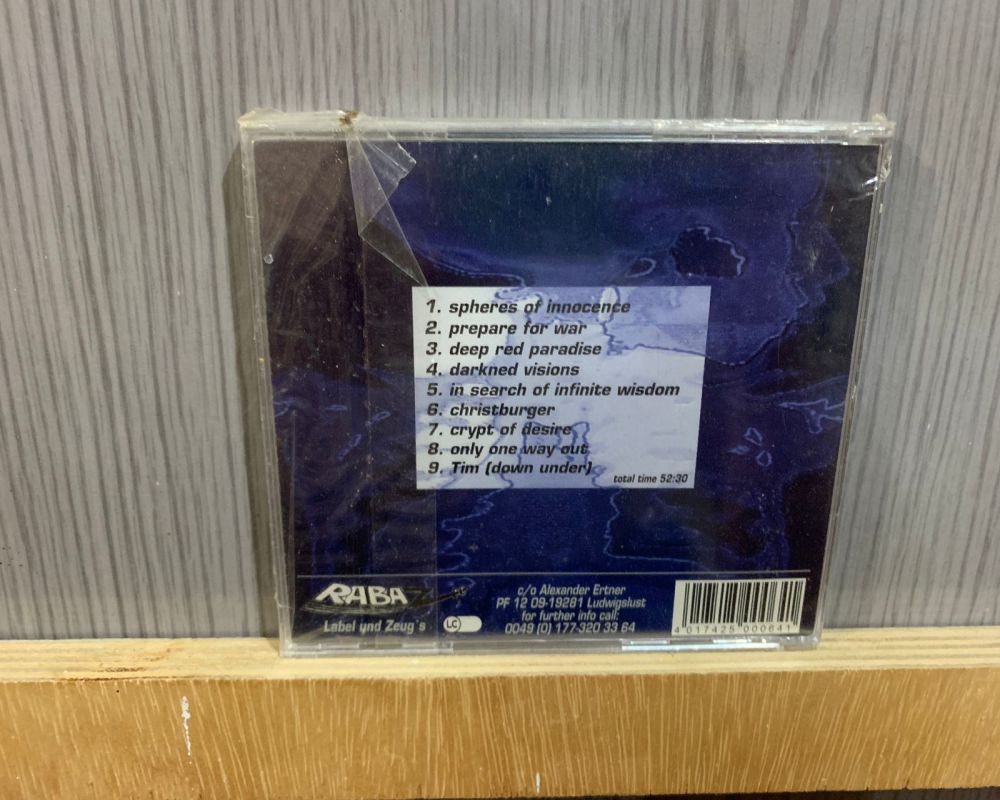 1. spheres of innocence
2. prepare for war
3. deep red paradise
4. darkned visions
5. in search of infinite wisdom
6. christburger
7. crypt of desire
8. only one way out
9. Tim (down under)
total time 52:30
RABAZ
Label und Zeug's
LC
c/o Alexander Ertner
PF 12 09-19281 Ludwigslust
for further info call:
0049 (0) 177-320 33 64
4 017425 000641